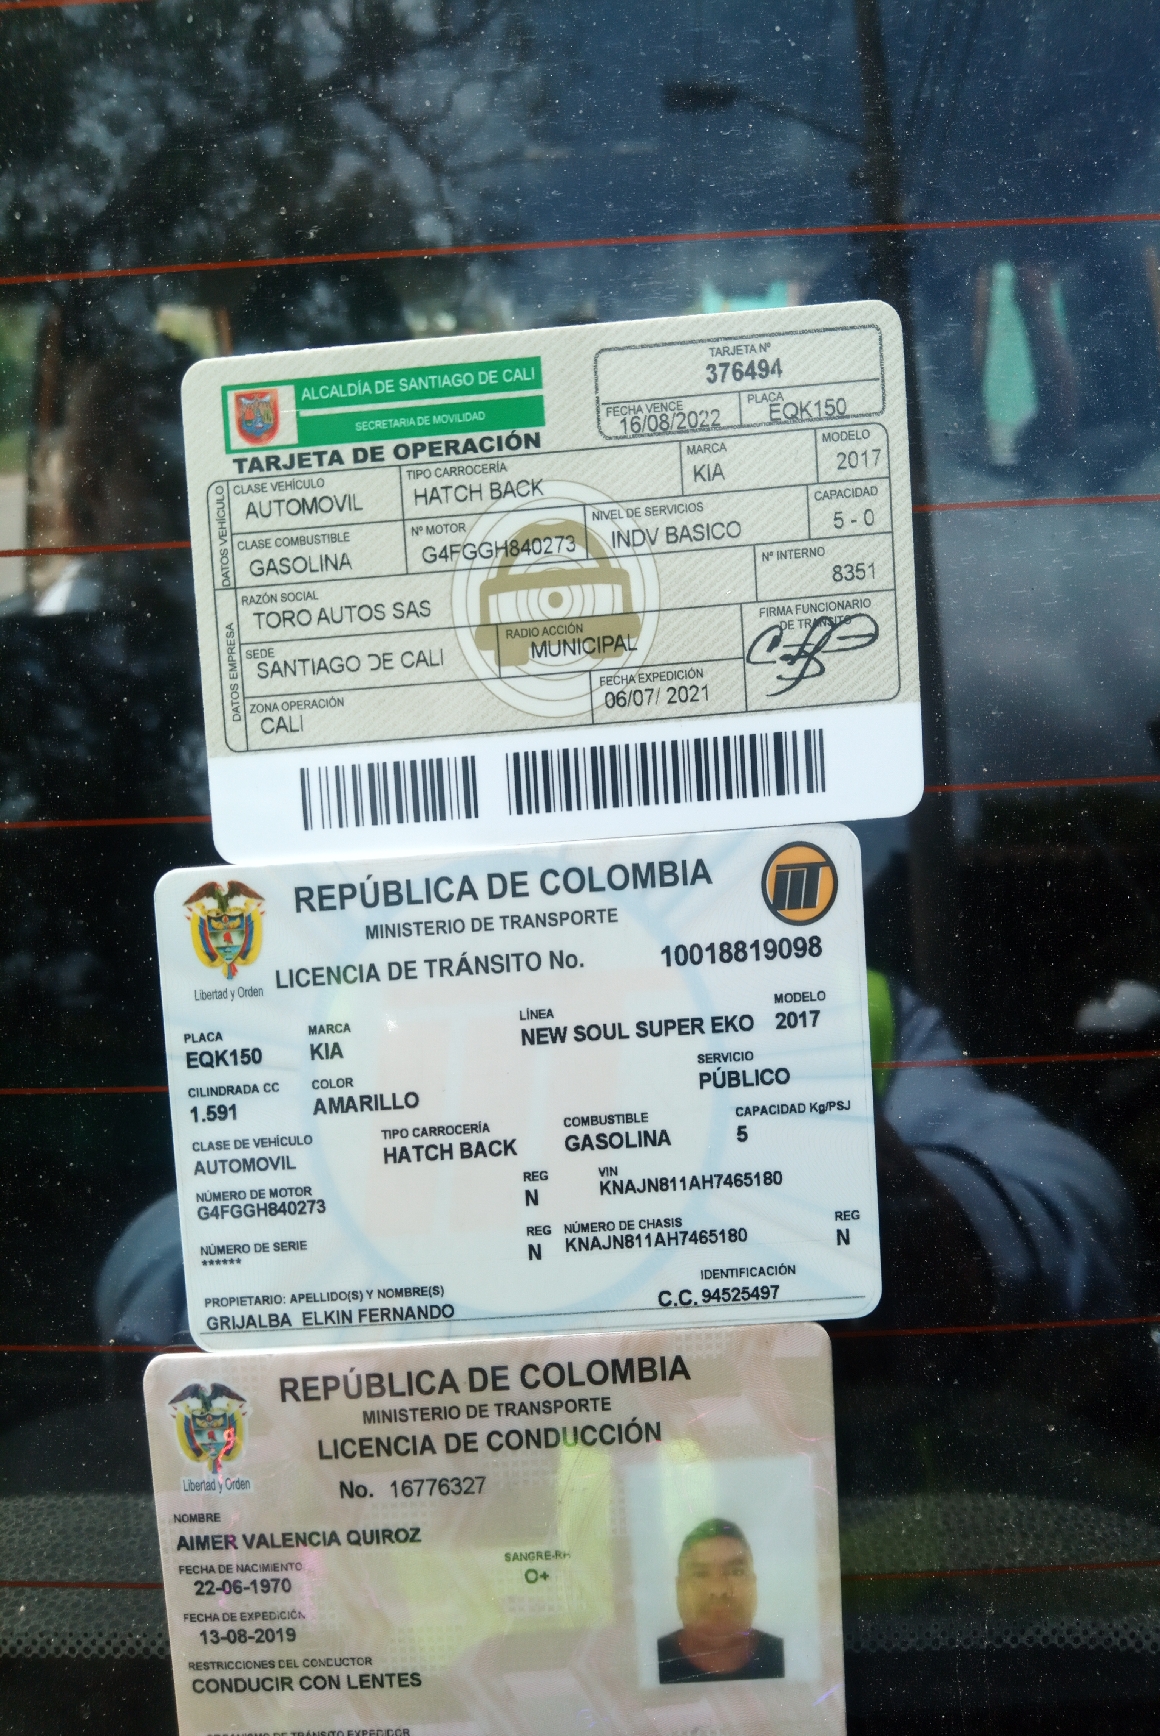 ALCALDÍA DE SANTIAGO DE CALI
SECRETARIA DE MOVILIDAD
TARJETA DE OPERACIÓN
TARJETA Nº
376494
FECHA VENCE
16/08/2022
PLACA
EQK150
DATOS VEHÍCULO
CLASE VEHÍCULO
AUTOMOVIL
TIPO CARROCERÍA
HATCH BACK
MARCA
KIA
MODELO
2017
CLASE COMBUSTIBLE
GASOLINA
Nº MOTOR
G4FGGH840273
NIVEL DE SERVICIOS
INDV BASICO
CAPACIDAD
5 - 0
DATOS EMPRESA
RAZÓN SOCIAL
TORO AUTOS SAS
Nº INTERNO
8351
SEDE
SANTIAGO DE CALI
RADIO ACCIÓN
MUNICIPAL
FIRMA FUNCIONARIO
DE TRANSITO
ZONA OPERACIÓN
CALI
FECHA EXPEDICIÓN
06/07/ 2021
REPÚBLICA DE COLOMBIA
MINISTERIO DE TRANSPORTE
Libertad y Orden
LICENCIA DE TRÁNSITO No. 10018819098
PLACA
EQK150
MARCA
KIA
LÍNEA
NEW SOUL SUPER EKO
MODELO
2017
CILINDRADA CC
1.591
COLOR
AMARILLO
SERVICIO
PÚBLICO
CLASE DE VEHÍCULO
AUTOMOVIL
TIPO CARROCERÍA
HATCH BACK
COMBUSTIBLE
GASOLINA
CAPACIDAD Kg/PSJ
5
NÚMERO DE MOTOR
G4FGGH840273
REG
N
VIN
KNAJN811AH7465180
NÚMERO DE SERIE
******
REG
N
NÚMERO DE CHASIS
KNAJN811AH7465180
REG
N
PROPIETARIO: APELLIDO(S) Y NOMBRE(S)
GRIJALBA ELKIN FERNANDO
IDENTIFICACIÓN
C.C. 94525497
REPÚBLICA DE COLOMBIA
MINISTERIO DE TRANSPORTE
LICENCIA DE CONDUCCIÓN
Libertad y Orden
No. 16776327
NOMBRE
AIMER VALENCIA QUIROZ
FECHA DE NACIMIENTO
22-06-1970
SANGRE-RH
O+
FECHA DE EXPEDICIÓN
13-08-2019
RESTRICCIONES DEL CONDUCTOR
CONDUCIR CON LENTES
ORGANISMO DE TRÁNSITO EXPEDIDOR